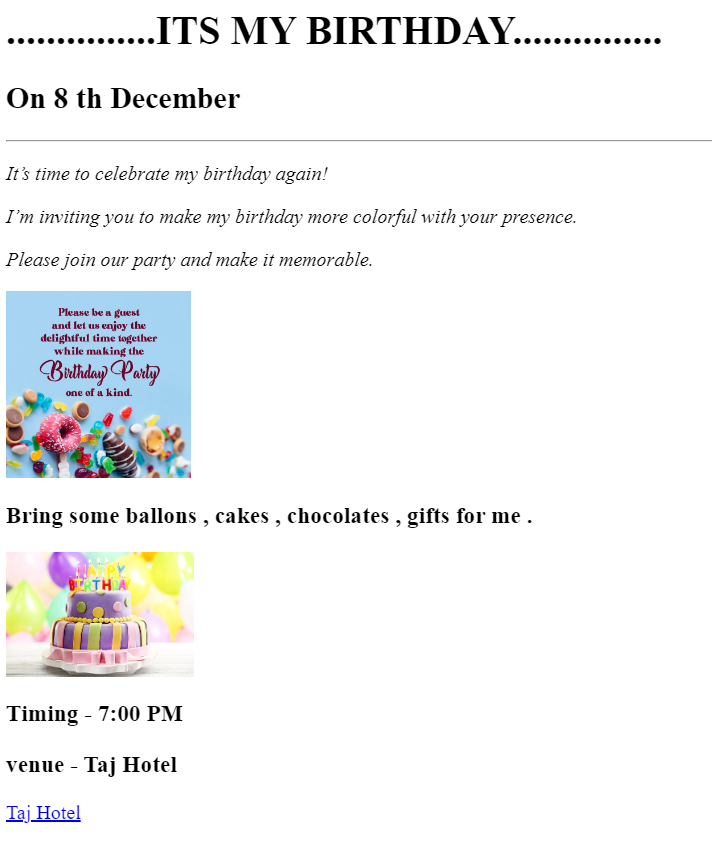 ...............ITS MY BIRTHDAY...............
On 8 th December
It’s time to celebrate my birthday again!
I’m inviting you to make my birthday more colorful with your presence.
Please join our party and make it memorable.
Please be a guest
and let us enjoy the
delightful time together
while making the
Birthday Party
one of a kind.
Bring some ballons , cakes , chocolates , gifts for me .
HAPPY
BIRTHDAY
Timing - 7:00 PM
venue - Taj Hotel
Taj Hotel